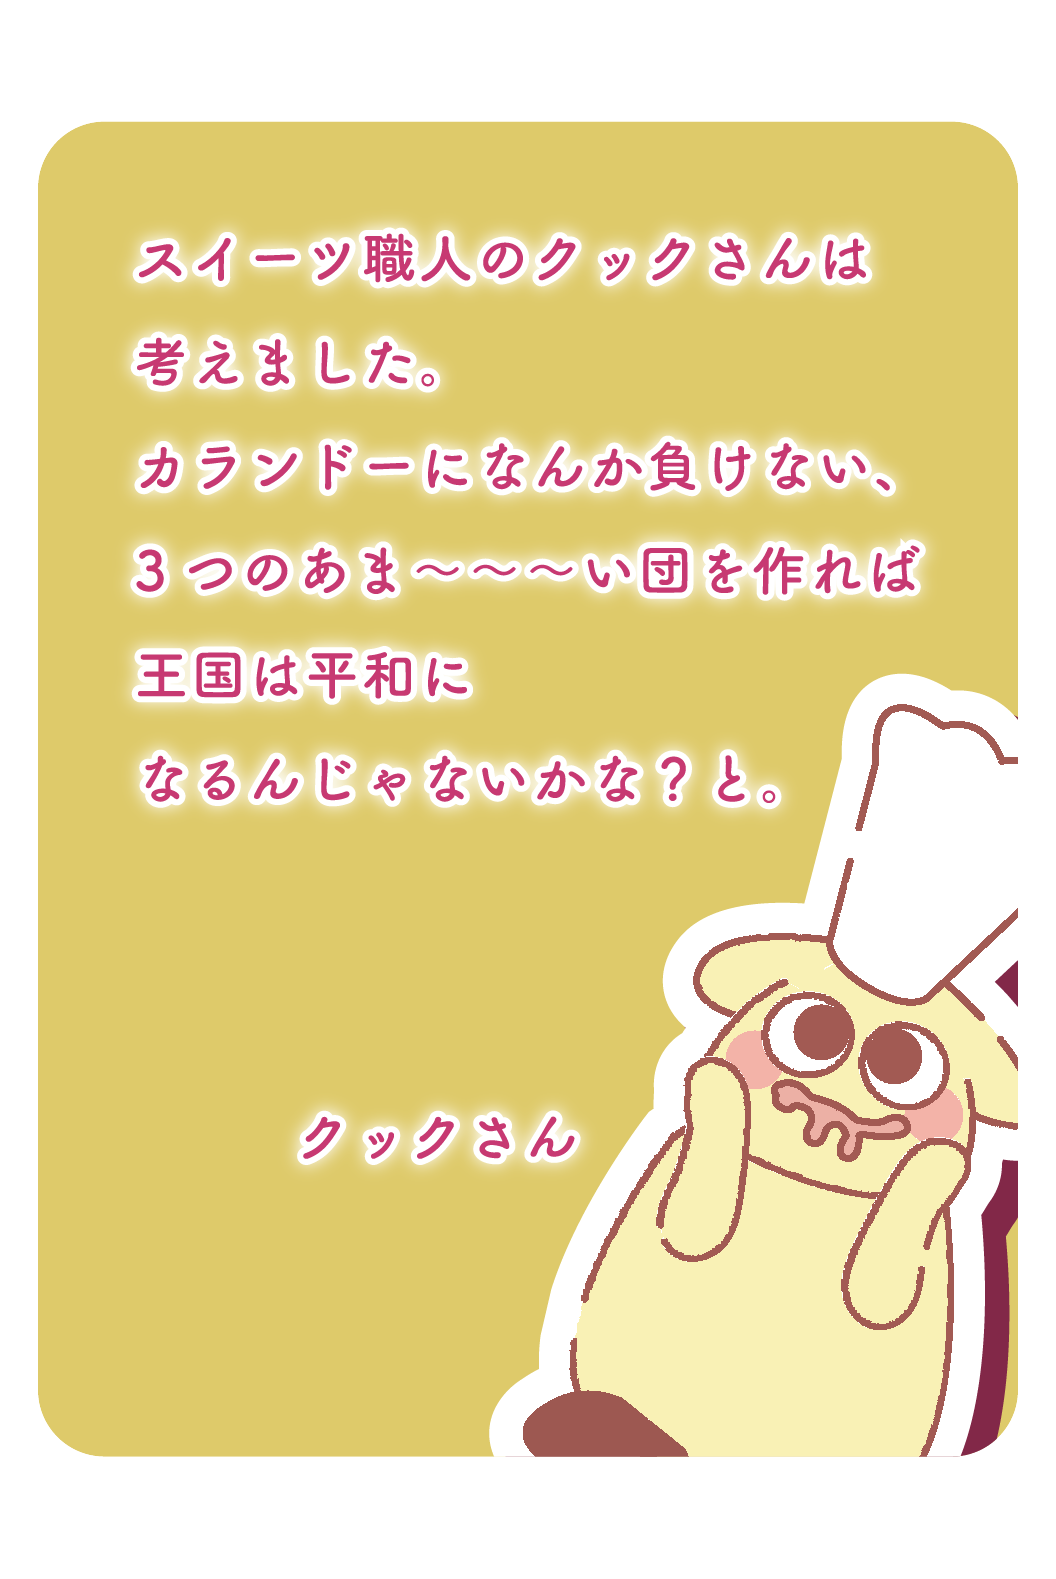 スイーツ職人のクックさんは
考えました。
カランドーになんか負けない、
3つのあま〜〜〜い団を作れば
王国は平和に
なるんじゃないかな?と。
クックさん